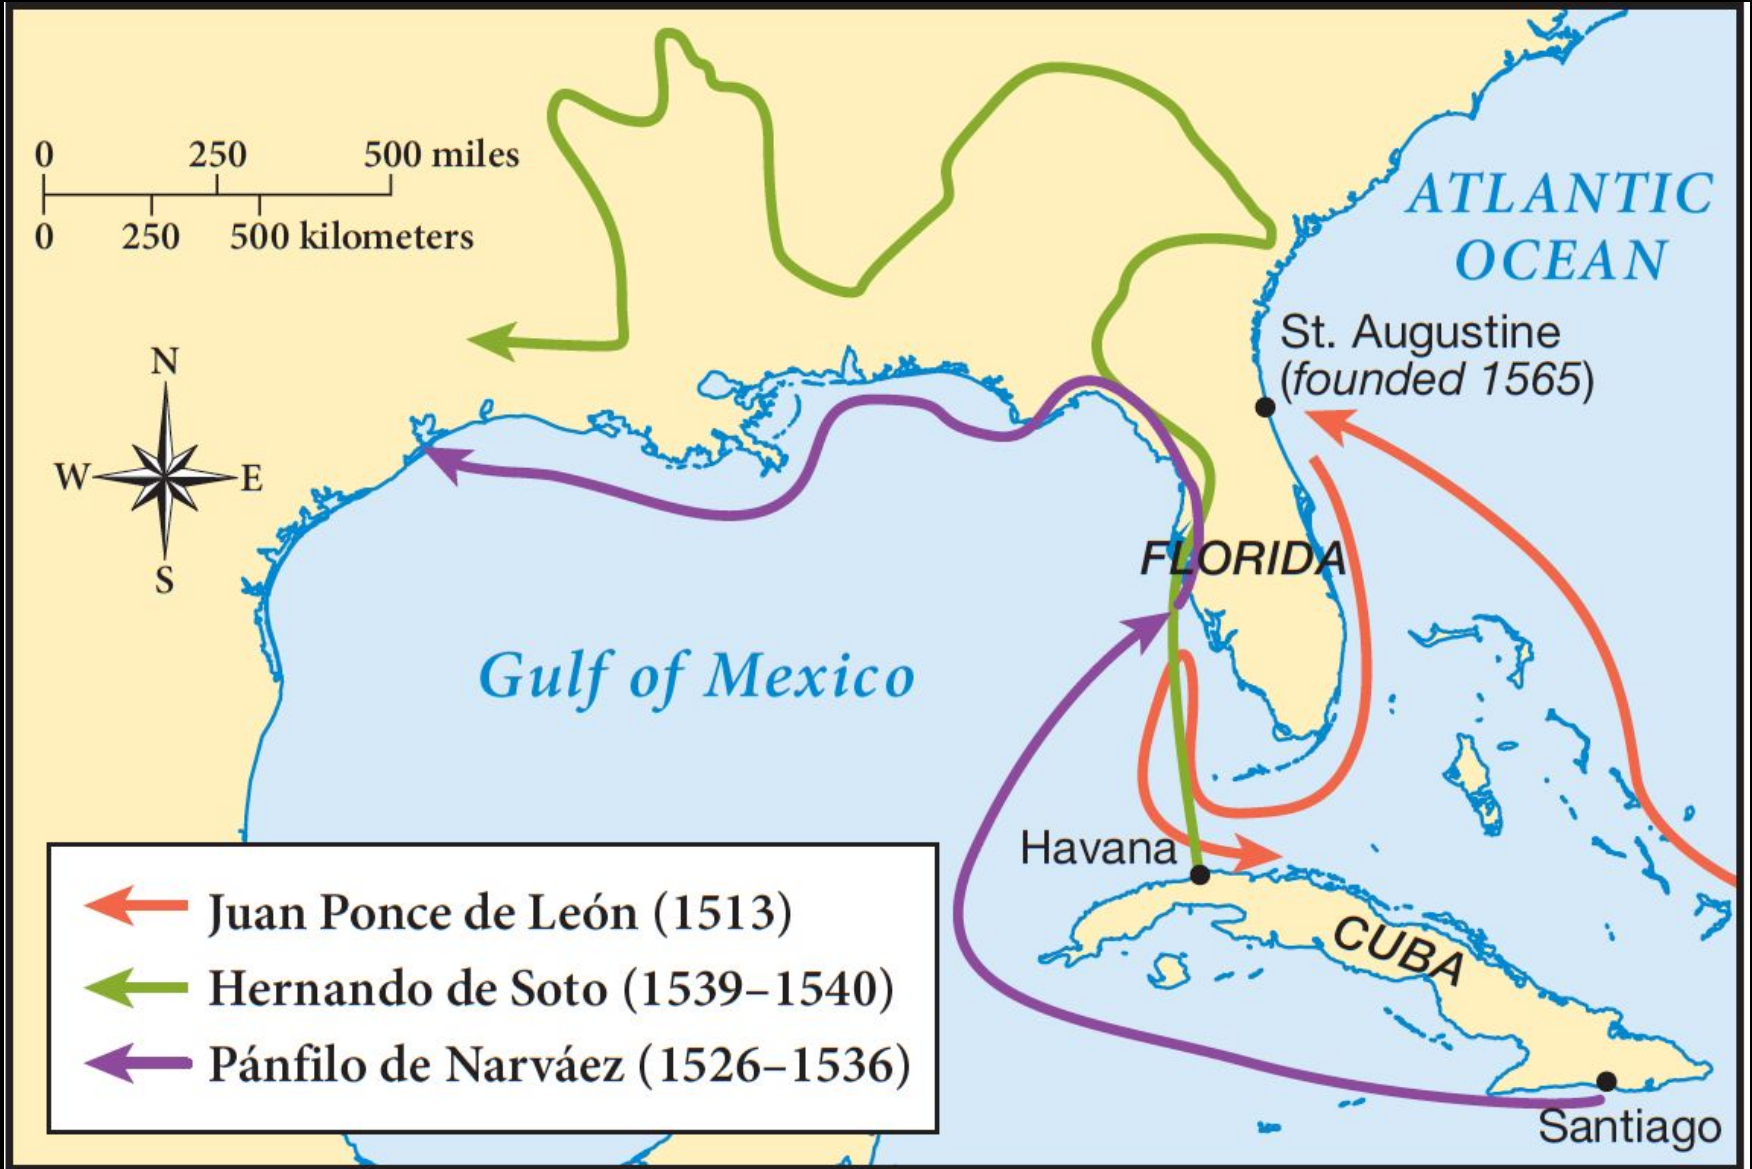 0 250 500 miles
0 250 500 kilometers
ATLANTIC
OCEAN
St. Augustine
(founded 1565)
N
W E
S
FLORIDA
Gulf of Mexico
Havana
CUBA
Santiago
Juan Ponce de León (1513)
Hernando de Soto (1539–1540)
Pánfilo de Narváez (1526–1536)